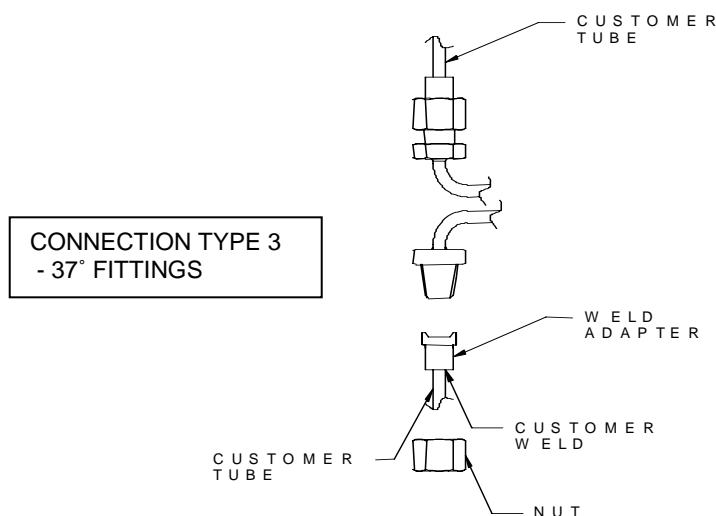 CUSTOMER
TUBE
CONNECTION TYPE 3
- 37° FITTINGS
WELD
ADAPTER
CUSTOMER
WELD
CUSTOMER
TUBE
NUT